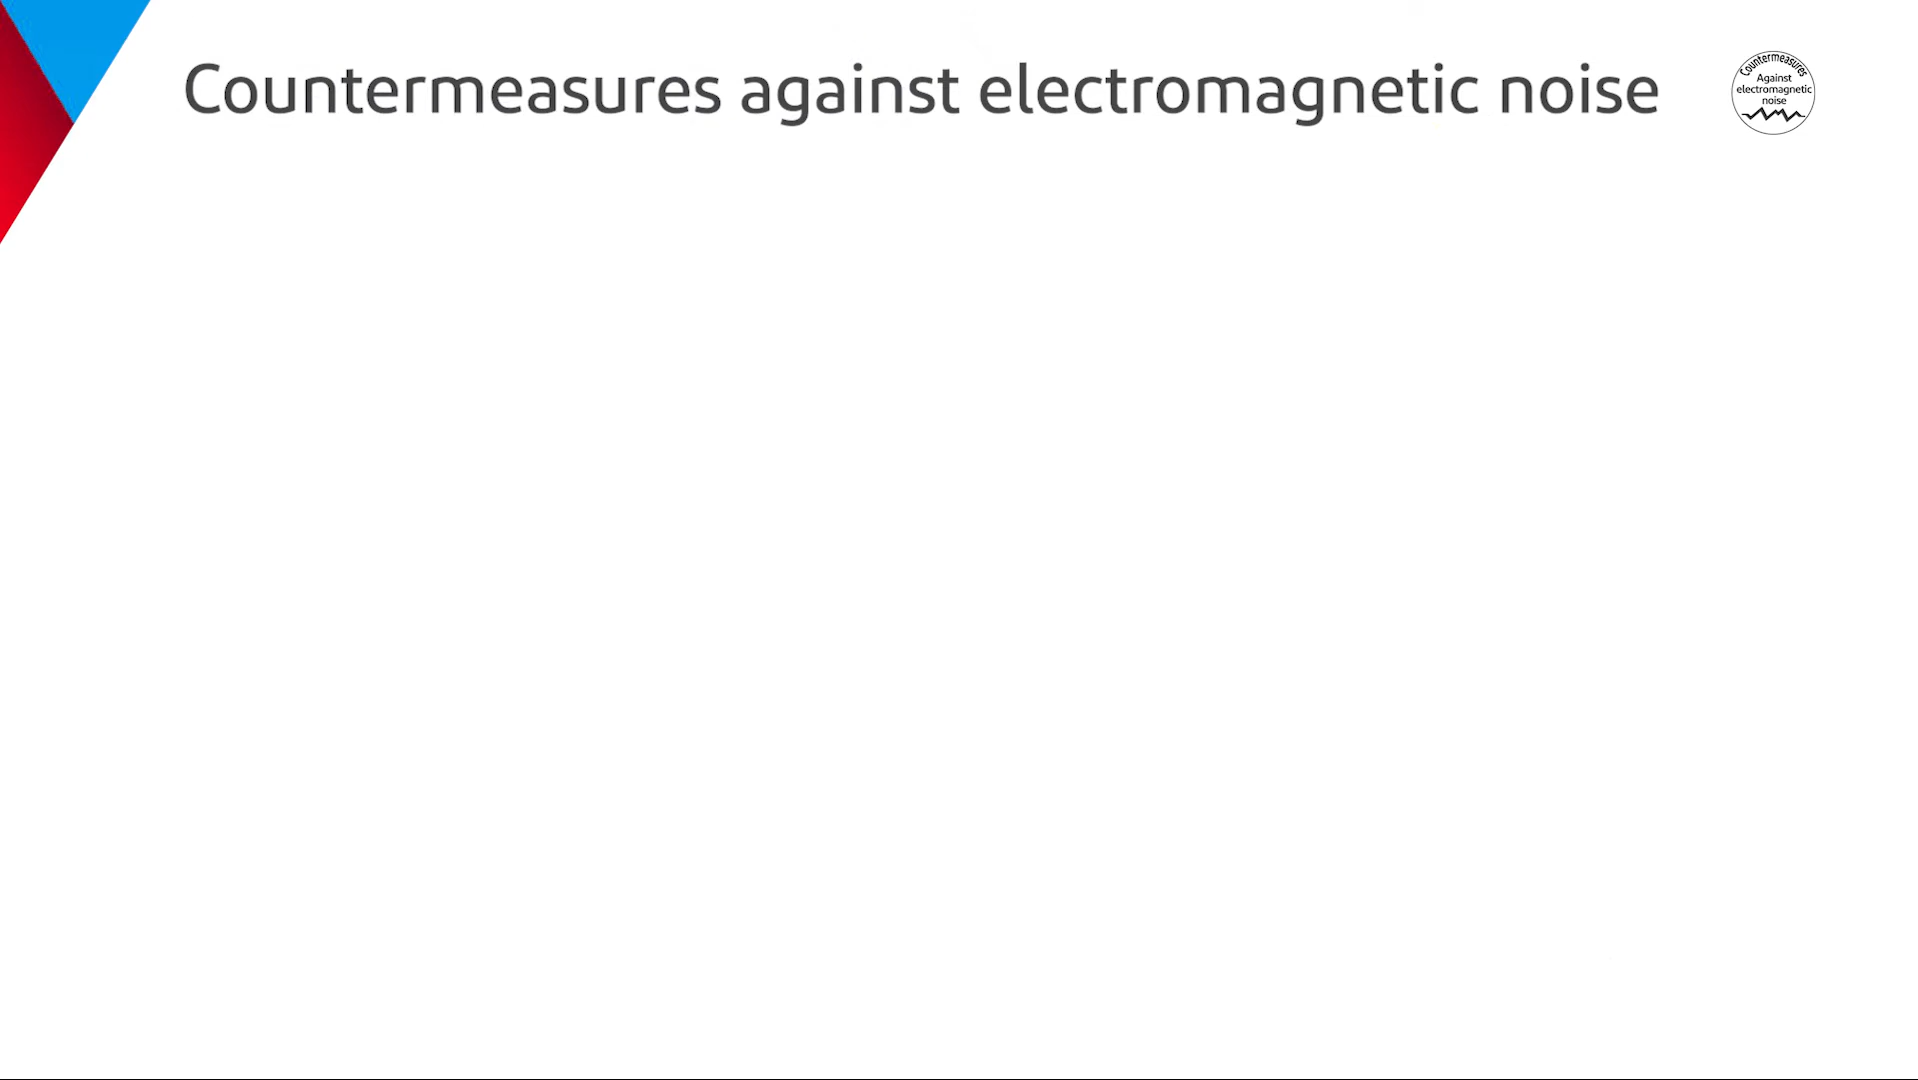 Countermeasures against electromagnetic noise
Countermeasures
Against
electromagnetic
noise